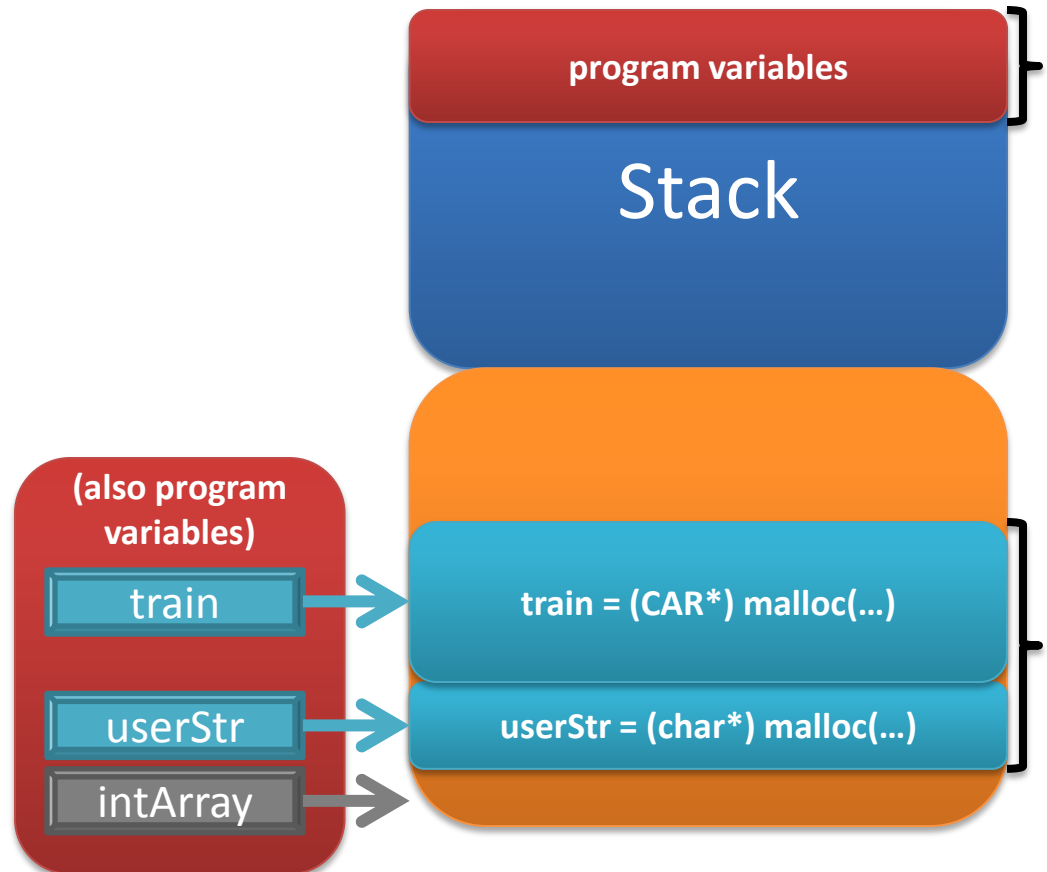 program variables
Stack
(also program
variables)
train
train = (CAR*) malloc(…)
userStr
userStr = (char*) malloc(…)
intArray